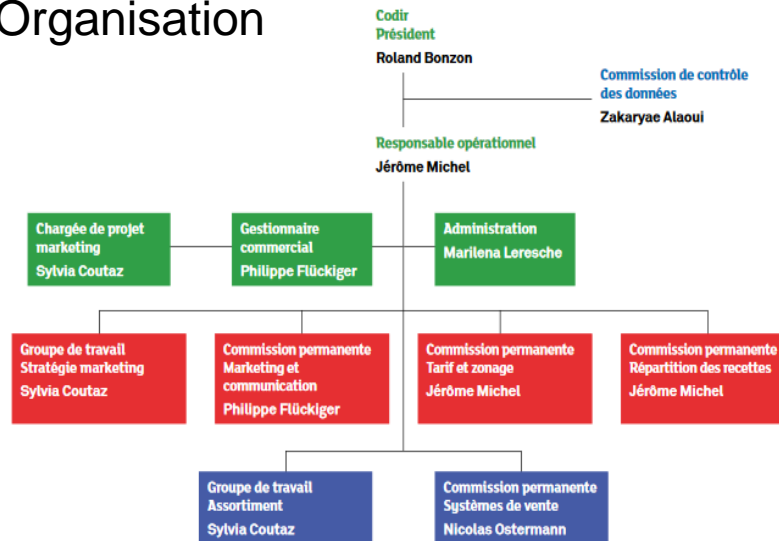 Organisation
Codir
Président
Roland Bonzon
Commission de contrôle
des données
Zakaryae Alaoui
Responsable opérationnel
Jérôme Michel
Chargée de projet
marketing
Sylvia Coutaz
Gestionnaire
commercial
Philippe Flückiger
Administration
Marilena Leresche
Groupe de travail
Stratégie marketing
Sylvia Coutaz
Commission permanente
Marketing et
communication
Philippe Flückiger
Commission permanente
Tarif et zonage
Jérôme Michel
Commission permanente
Répartition des recettes
Jérôme Michel
Groupe de travail
Assortiment
Sylvia Coutaz
Commission permanente
Systèmes de vente
Nicolas Ostermann